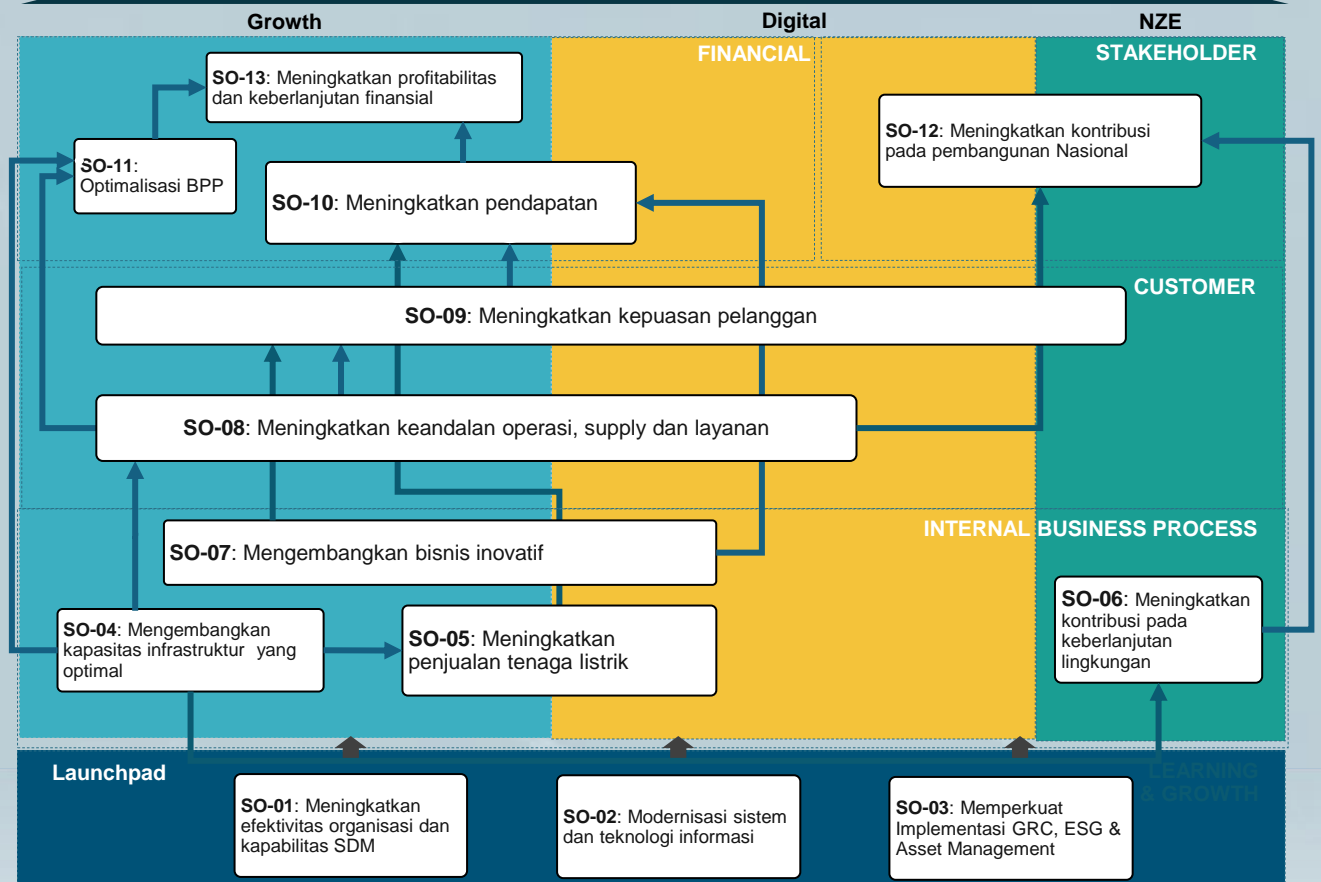 Growth
Digital
NZE
FINANCIAL
STAKEHOLDER
SO-13: Meningkatkan profitabilitas
dan keberlanjutan finansial
SO-12: Meningkatkan kontribusi
pada pembangunan Nasional
SO-11:
Optimalisasi BPP
SO-10: Meningkatkan pendapatan
CUSTOMER
SO-09: Meningkatkan kepuasan pelanggan
SO-08: Meningkatkan keandalan operasi, supply dan layanan
INTERNAL BUSINESS PROCESS
SO-07: Mengembangkan bisnis inovatif
SO-04: Mengembangkan
kapasitas infrastruktur yang
optimal
SO-05: Meningkatkan
penjualan tenaga listrik
SO-06: Meningkatkan
kontribusi pada
keberlanjutan
lingkungan
Launchpad
LEARNING
& GROWTH
SO-01: Meningkatkan
efektivitas organisasi dan
kapabilitas SDM
SO-02: Modernisasi sistem
dan teknologi informasi
SO-03: Memperkuat
Implementasi GRC, ESG &
Asset Management